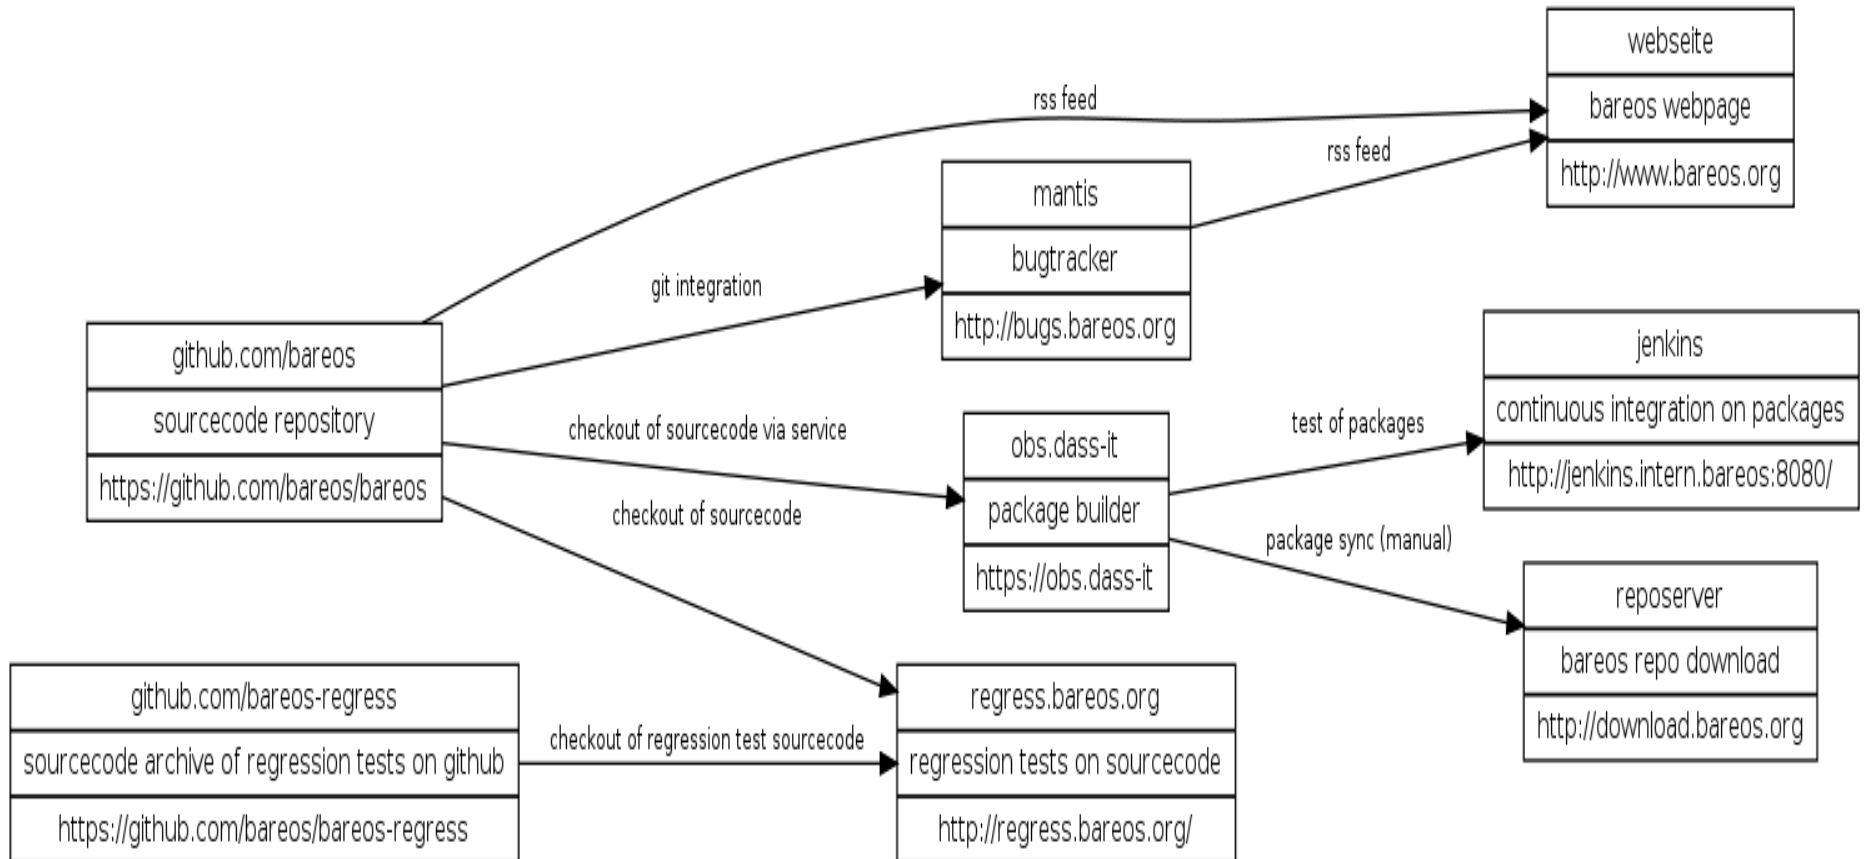 webseite
bareos webpage
http://www.bareos.org
rss feed
rss feed
mantis
bugtracker
http://bugs.bareos.org
git integration
github.com/bareos
sourcecode repository
https://github.com/bareos/bareos
jenkins
continuous integration on packages
http://jenkins.intern.bareos:8080/
checkout of sourcecode via service
test of packages
obs.dass-it
package builder
https://obs.dass-it
checkout of sourcecode
package sync (manual)
reposerver
bareos repo download
http://download.bareos.org
github.com/bareos-regress
sourcecode archive of regression tests on github
https://github.com/bareos/bareos-regress
checkout of regression test sourcecode
regress.bareos.org
regression tests on sourcecode
http://regress.bareos.org/